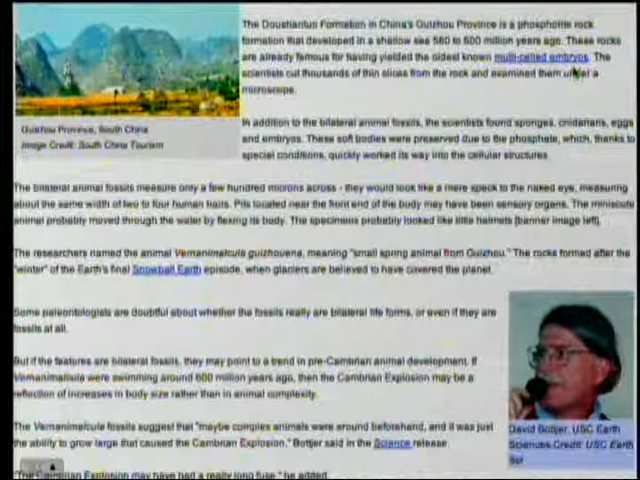 The Doushantuo Formation in China's Guizhou Province is a phosphorite rock
formation that developed in a shallow sea 580 to 600 million years ago. These rocks
are already famous for having yielded the oldest known multi-celled embryos. The
scientists cut thousands of thin slices from the rock and examined them under a
microscope.
Guizhou Province, South China
Image Credit: South China Tourism
In addition to the bilateral animal fossils, the scientists found sponges, cnidarians, eggs
and embryos. These soft bodies were preserved due to the phosphate, which, thanks to
special conditions, quickly worked its way into the cellular structures.
The bilateral animal fossils measure only a few hundred microns across - they would look like a mere speck to the naked eye, measuring
about the same width of two to four human hairs. Pits located near the front end of the body may have been sensory organs. The miniscule
animal probably moved through the water by flexing its body. The specimens probably looked like little helmets [banner image left].
The researchers named the animal Vernanimalcula guizhouena, meaning "small spring animal from Guizhou." The rocks formed after the
"winter" of the Earth's final Snowball Earth episode, when glaciers are believed to have covered the planet.
Some paleontologists are doubtful about whether the fossils really are bilateral life forms, or even if they are
fossils at all.
But if the features are bilateral fossils, they may point to a trend in pre-Cambrian animal development. If
Vernanimalcula were swimming around 600 million years ago, then the Cambrian Explosion may be a
reflection of increases in body size rather than in animal complexity.
The Vernanimalcula fossils suggest that "maybe complex animals were around beforehand, and it was just
the ability to grow large that caused the Cambrian Explosion," Bottjer said in the Science release.
"The Cambrian Explosion may have had a really long fuse," he added.
David Bottjer, USC Earth
Sciences Credit: USC Earth
Sci